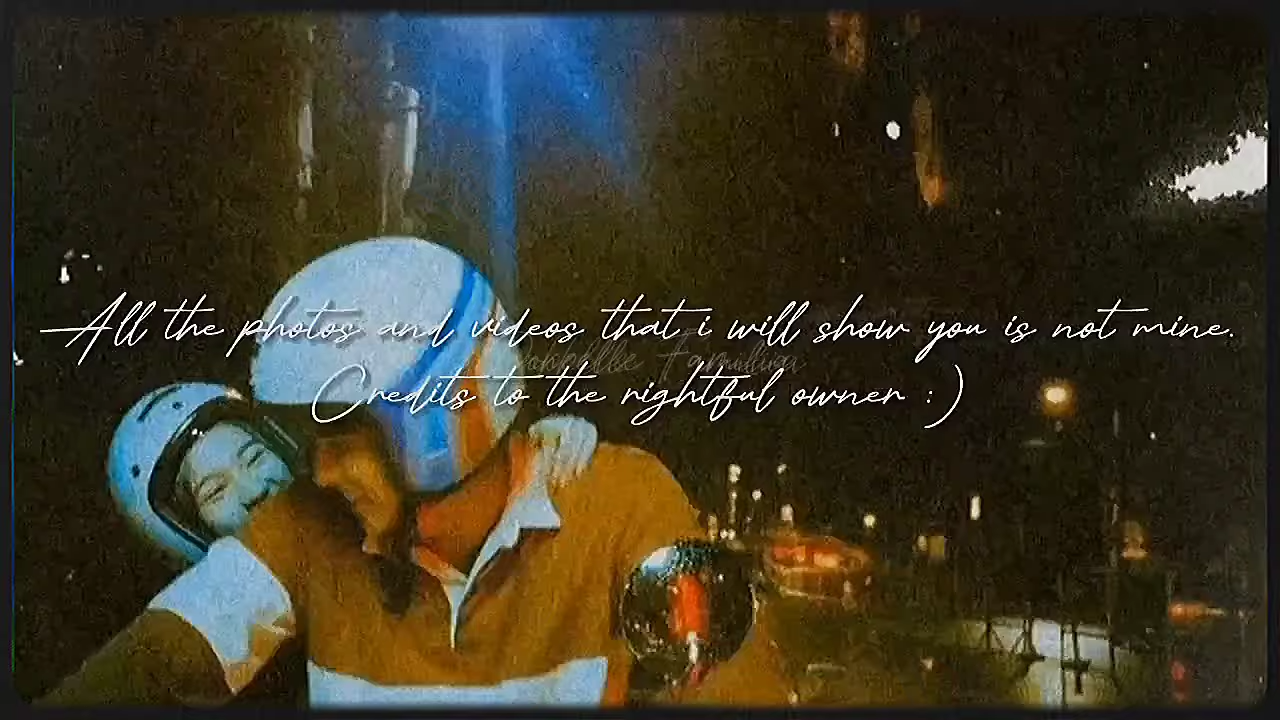 All the photos and videos that i will show you is not mine.
Credits to the rightful owner :)